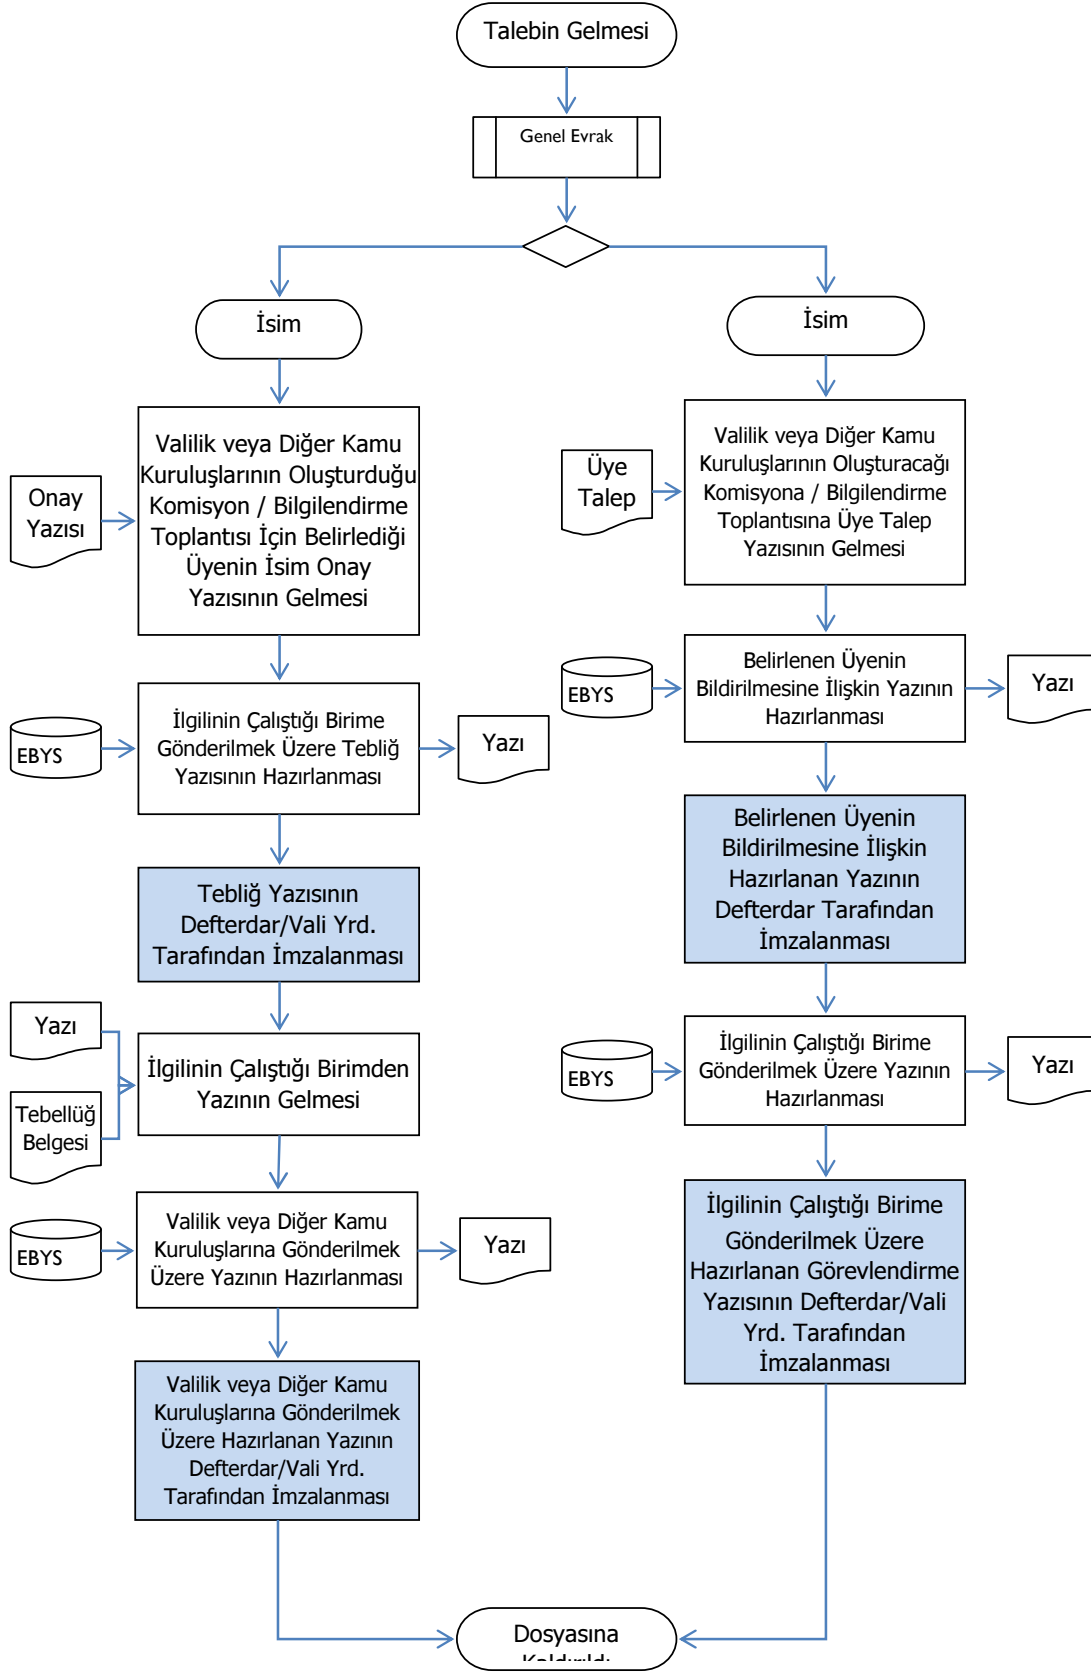 Talebin Gelmesi
Genel Evrak
İsim
Valilik veya Diğer Kamu
Kuruluşlarının Oluşturduğu
Komisyon / Bilgilendirme
Toplantısı İçin Belirlediği
Üyenin İsim Onay
Yazısının Gelmesi
Onay
Yazısı
İlgilinin Çalıştığı Birime
Gönderilmek Üzere Tebliğ
Yazısının Hazırlanması
EBYS
Yazı
Tebliğ Yazısının
Defterdar/Vali Yrd.
Tarafından İmzalanması
Yazı
Tebellüğ
Belgesi
İlgilinin Çalıştığı Birimden
Yazının Gelmesi
EBYS
Valilik veya Diğer Kamu
Kuruluşlarına Gönderilmek
Üzere Yazının Hazırlanması
Yazı
Valilik veya Diğer Kamu
Kuruluşlarına Gönderilmek
Üzere Hazırlanan Yazının
Defterdar/Vali Yrd.
Tarafından İmzalanması
İsim
Üye
Talep
Valilik veya Diğer Kamu
Kuruluşlarının Oluşturacağı
Komisyona / Bilgilendirme
Toplantısına Üye Talep
Yazısının Gelmesi
EBYS
Belirlenen Üyenin
Bildirilmesine İlişkin Yazının
Hazırlanması
Yazı
Belirlenen Üyenin
Bildirilmesine İlişkin
Hazırlanan Yazının
Defterdar Tarafından
İmzalanması
EBYS
İlgilinin Çalıştığı Birime
Gönderilmek Üzere Yazının
Hazırlanması
Yazı
İlgilinin Çalıştığı Birime
Gönderilmek Üzere
Hazırlanan Görevlendirme
Yazısının Defterdar/Vali
Yrd. Tarafından
İmzalanması
Dosyasına
Kaldırıldı